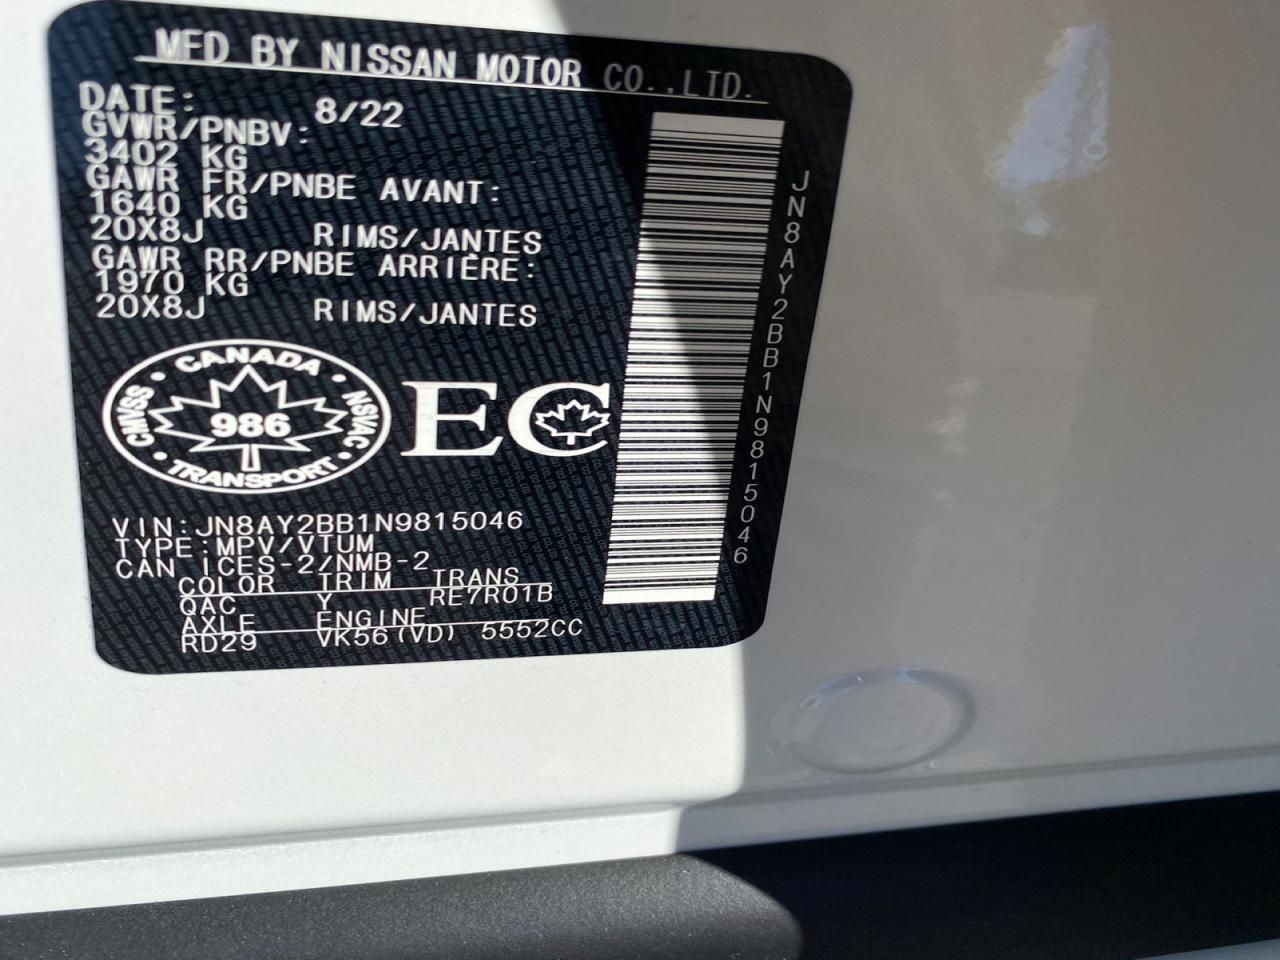 MFD BY NISSAN MOTOR CO.,LTD.
DATE: 8/22
GVWR/PNBV:
3402 KG
GAWR FR/PNBE AVANT:
1640 KG
20X8J RIMS/JANTES
GAWR RR/PNBE ARRIÈRE:
1970 KG
20X8J RIMS/JANTES
CANADA
CMVSS • 986 • NSVAC
TRANSPORT
EC
VIN:JN8AY2BB1N9815046
TYPE:MPV/VTUM
CAN ICES-2/NMB-2
COLOR TRIM TRANS
QAC Y RE7R01B
AXLE ENGINE
RD29 VK56(VD) 5552CC
JN8AY2BB1N9815046